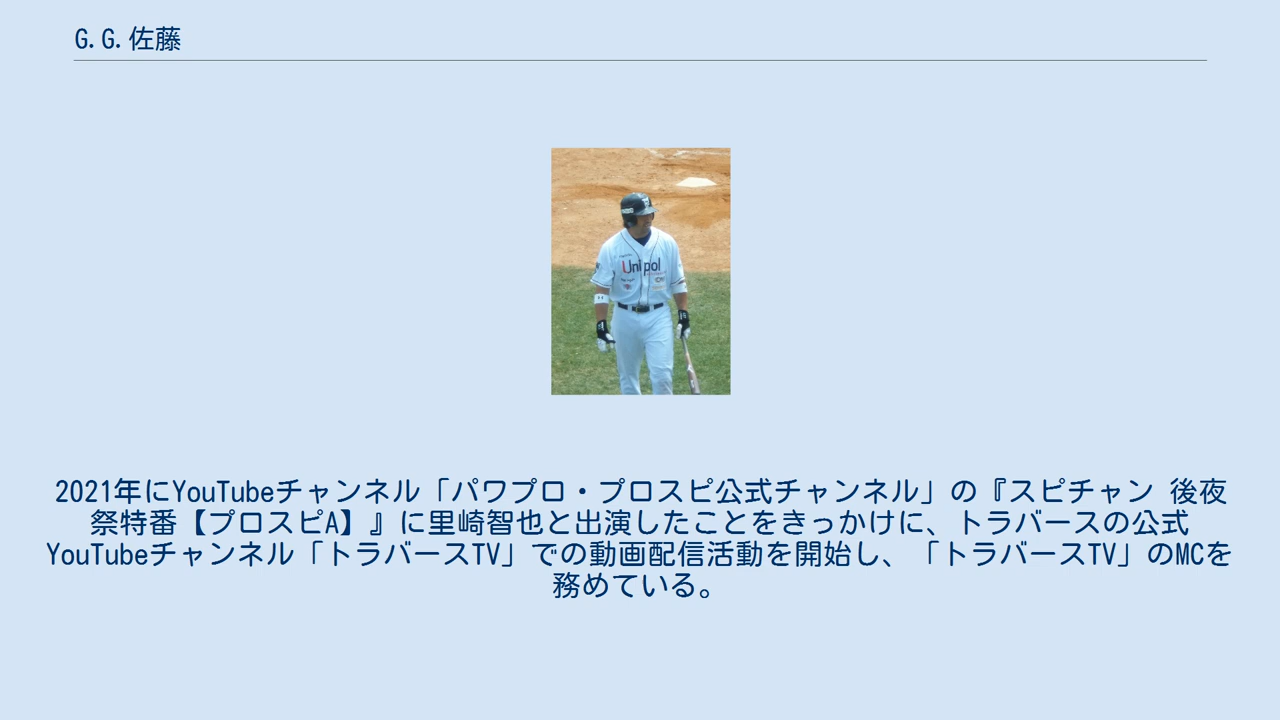 G.G.佐藤
Unipol
2021年にYouTubeチャンネル「パワプロ・プロスピ公式チャンネル」の『スピチャン 後夜
祭特番【プロスピA】』に里崎智也と出演したことをきっかけに、トラバースの公式
YouTubeチャンネル「トラバースTV」での動画配信活動を開始し、「トラバースTV」のMCを
務めている。